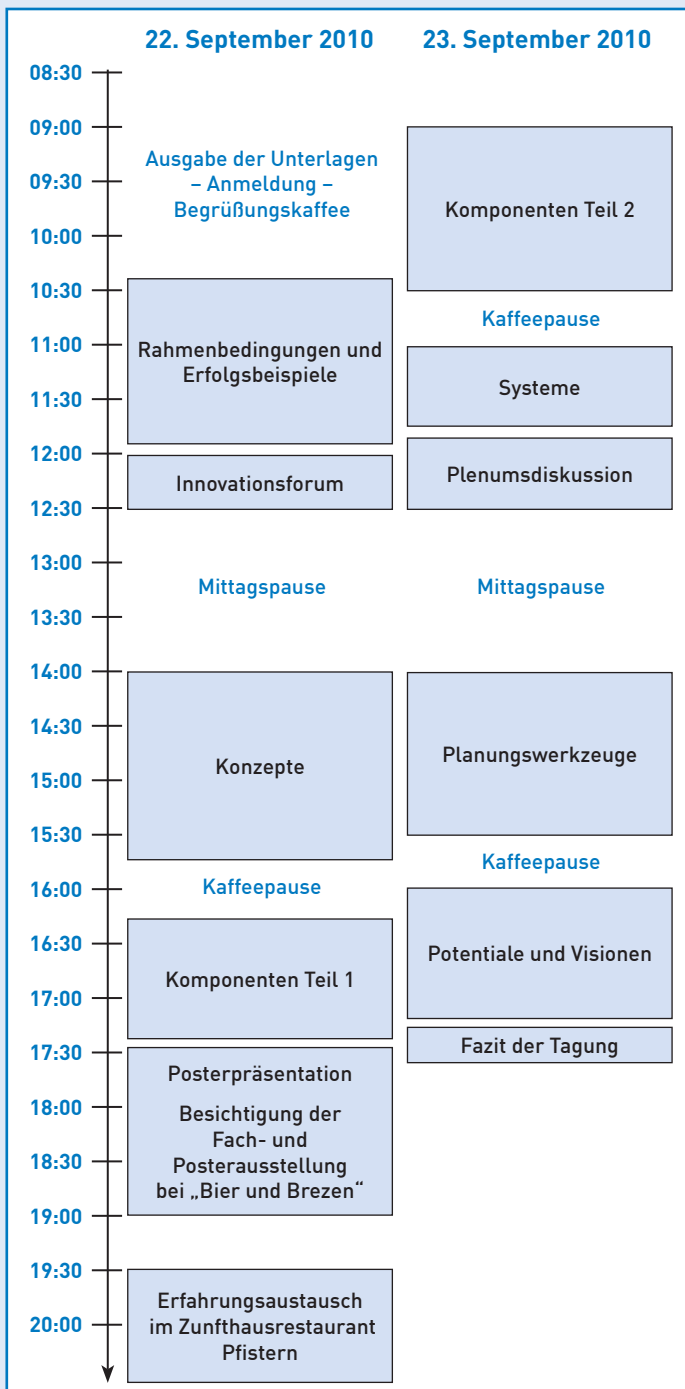 22. September 2010
23. September 2010
08:30
09:00
09:30
10:00
10:30
11:00
11:30
12:00
12:30
13:00
13:30
14:00
14:30
15:00
15:30
16:00
16:30
17:00
17:30
18:00
18:30
19:00
19:30
20:00
Ausgabe der Unterlagen
– Anmeldung –
Begrüßungskaffee
Rahmenbedingungen und
Erfolgsbeispiele
Innovationsforum
Mittagspause
Konzepte
Kaffeepause
Komponenten Teil 1
Posterpräsentation
Besichtigung der
Fach- und
Posterausstellung
bei „Bier und Brezen“
Erfahrungsaustausch
im Zunfthausrestaurant
Pfistern
Komponenten Teil 2
Kaffeepause
Systeme
Plenumsdiskussion
Mittagspause
Planungswerkzeuge
Kaffeepause
Potentiale und Visionen
Fazit der Tagung